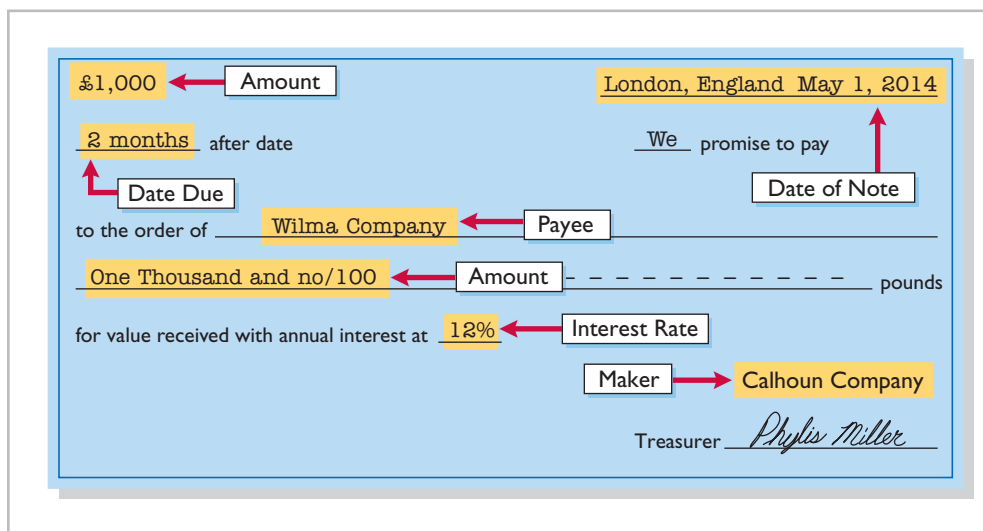 £1,000 Amount London, England May 1, 2014
2 months after date We promise to pay
Date Due Date of Note
to the order of Wilma Company Payee
One Thousand and no/100 Amount pounds
for value received with annual interest at 12% Interest Rate
Maker Calhoun Company
Treasurer Phylis Miller